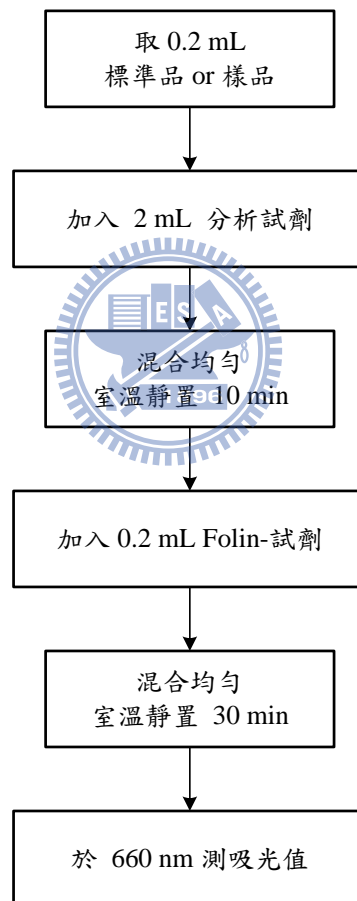 取 0.2 mL
標準品 or 樣品
加入 2 mL 分析試劑
E S A
混合均勻
室溫靜置 10 min
1896
加入 0.2 mL Folin-試劑
混合均勻
室溫靜置 30 min
於 660 nm 測吸光值